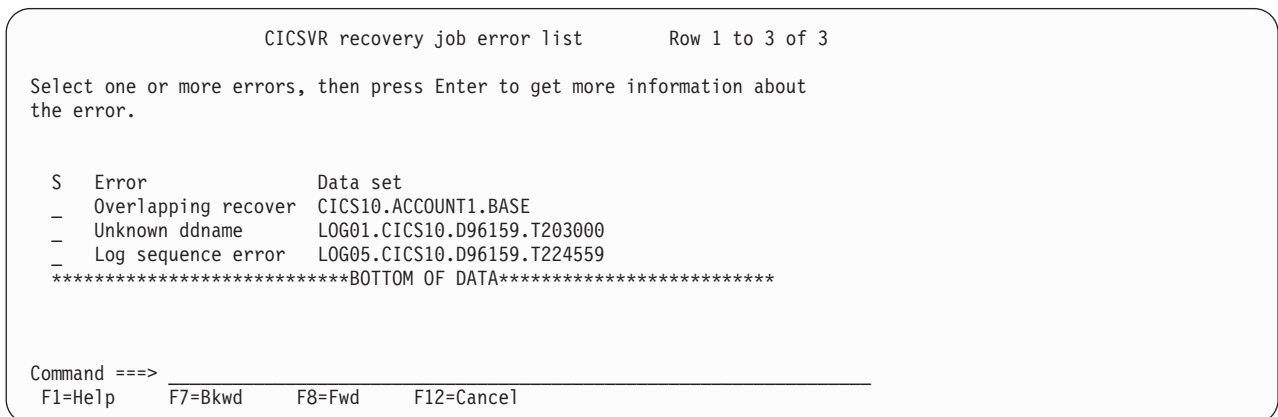 CICSVR recovery job error list Row 1 to 3 of 3
Select one or more errors, then press Enter to get more information about
the error.
S Error Data set
_ Overlapping recover CICS10.ACCOUNT1.BASE
_ Unknown ddname LOG01.CICS10.D96159.T203000
_ Log sequence error LOG05.CICS10.D96159.T224559
****************************BOTTOM OF DATA**************************
Command ===> __________________________________________________________________
F1=Help F7=Bkwd F8=Fwd F12=Cancel